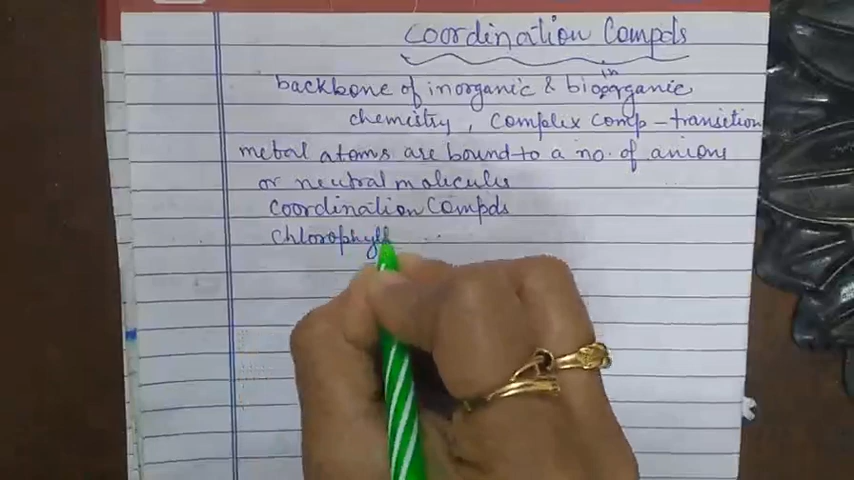 Coordination Compds
backbone of inorganic & bioinorganic
chemistry, Complex Comp - transition
metal atoms are bound to a no. of anions
or neutral molecules
Coordination Compds
Chlorophyll